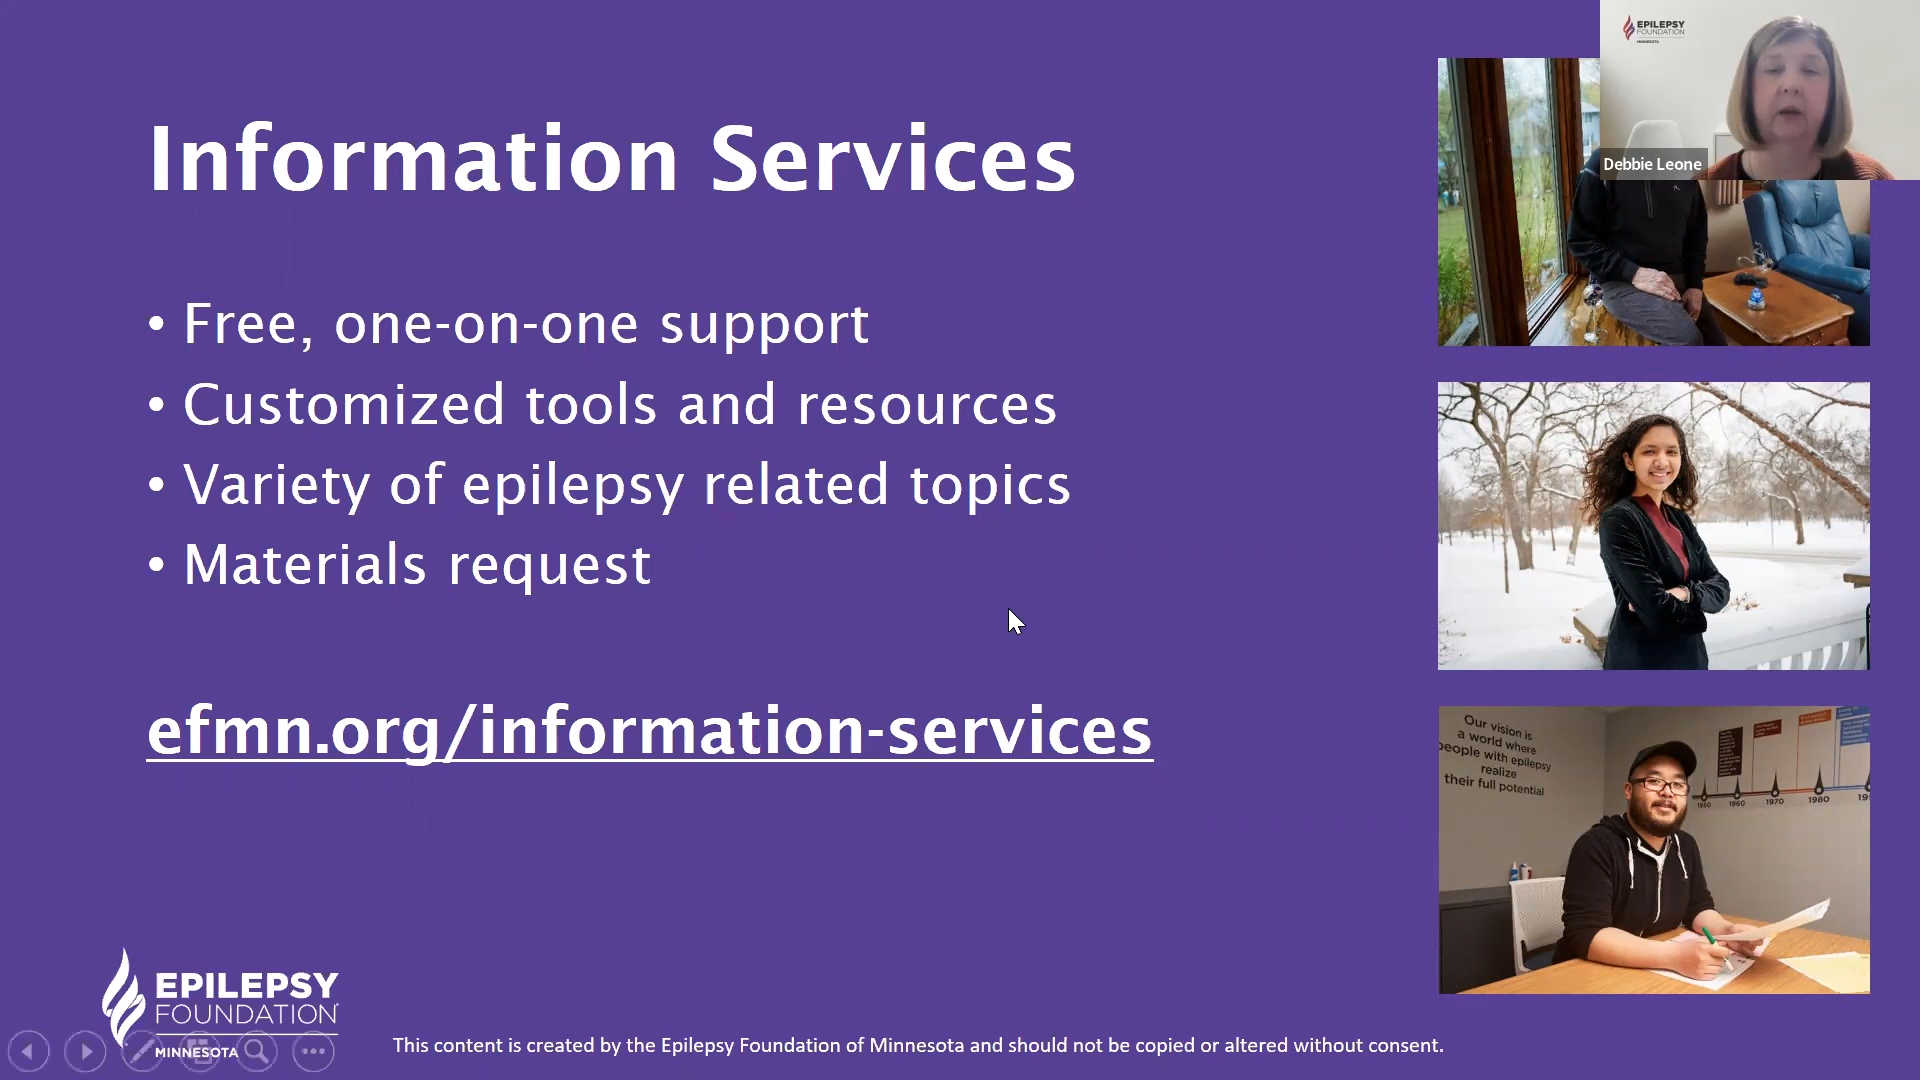 Information Services
• Free, one-on-one support
• Customized tools and resources
• Variety of epilepsy related topics
• Materials request
efmn.org/information-services
EPILEPSY
FOUNDATION
MINNESOTA
Debbie Leone
Our vision is
a world where
people with epilepsy
realize
their full potential
1950 1960 1970 1980
EPILEPSY
FOUNDATION
MINNESOTA
This content is created by the Epilepsy Foundation of Minnesota and should not be copied or altered without consent.